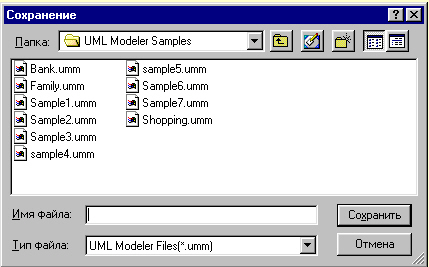 Сохранение
Папка: UML Modeler Samples
Bank.umm
Family.umm
Sample1.umm
Sample2.umm
Sample3.umm
sample4.umm
sample5.umm
Sample6.umm
Sample7.umm
Shopping.umm
Имя файла:
Сохранить
Тип файла: UML Modeler Files(*.umm)
Отмена